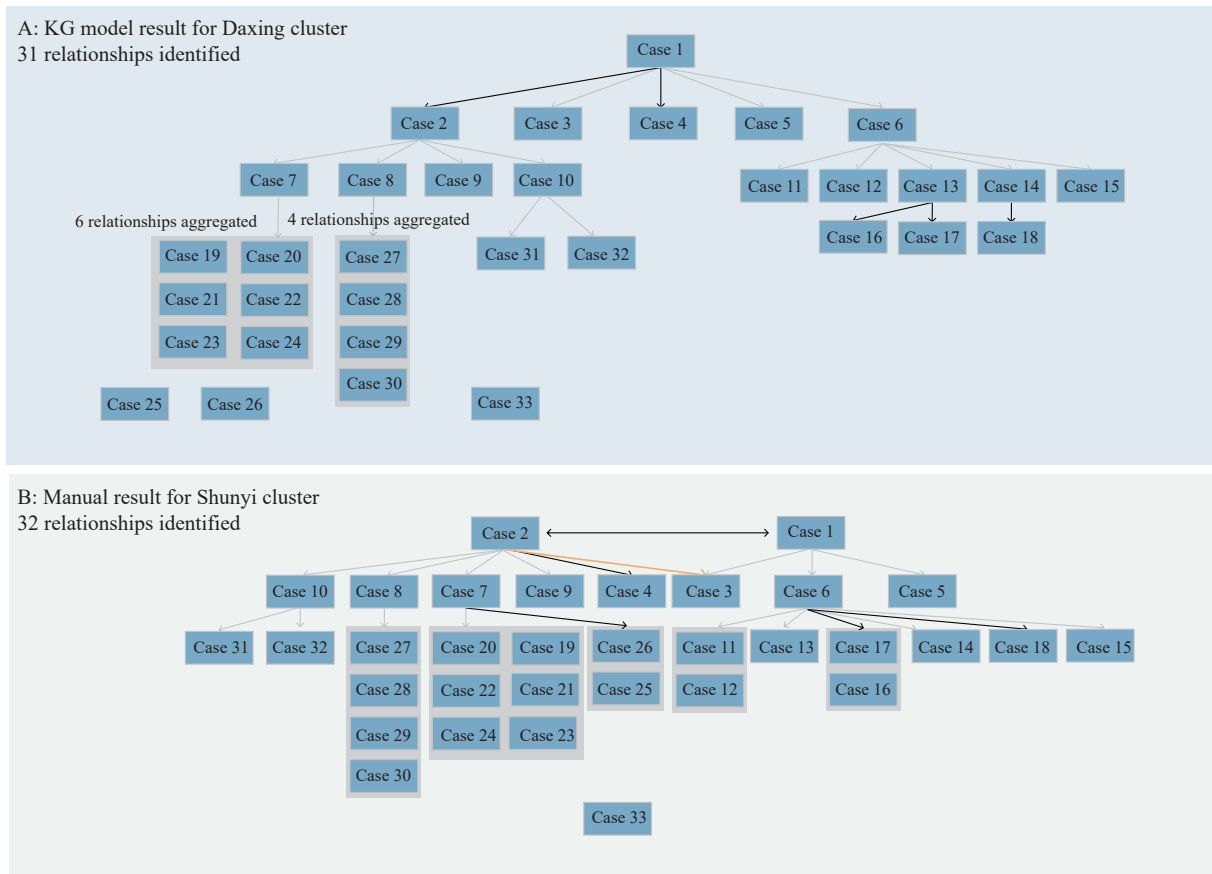 A: KG model result for Daxing cluster
31 relationships identified
Case 1
Case 2
Case 3
Case 4
Case 5
Case 6
Case 7
Case 8
Case 9
Case 10
Case 11
Case 12
Case 13
Case 14
Case 15
6 relationships aggregated
4 relationships aggregated
Case 16
Case 17
Case 18
Case 19
Case 20
Case 27
Case 31
Case 32
Case 21
Case 22
Case 28
Case 23
Case 24
Case 29
Case 30
Case 25
Case 26
Case 33
B: Manual result for Shunyi cluster
32 relationships identified
Case 2
Case 1
Case 10
Case 8
Case 7
Case 9
Case 4
Case 3
Case 6
Case 5
Case 31
Case 32
Case 27
Case 20
Case 19
Case 26
Case 11
Case 13
Case 17
Case 14
Case 18
Case 15
Case 28
Case 22
Case 21
Case 25
Case 12
Case 16
Case 29
Case 24
Case 23
Case 30
Case 33